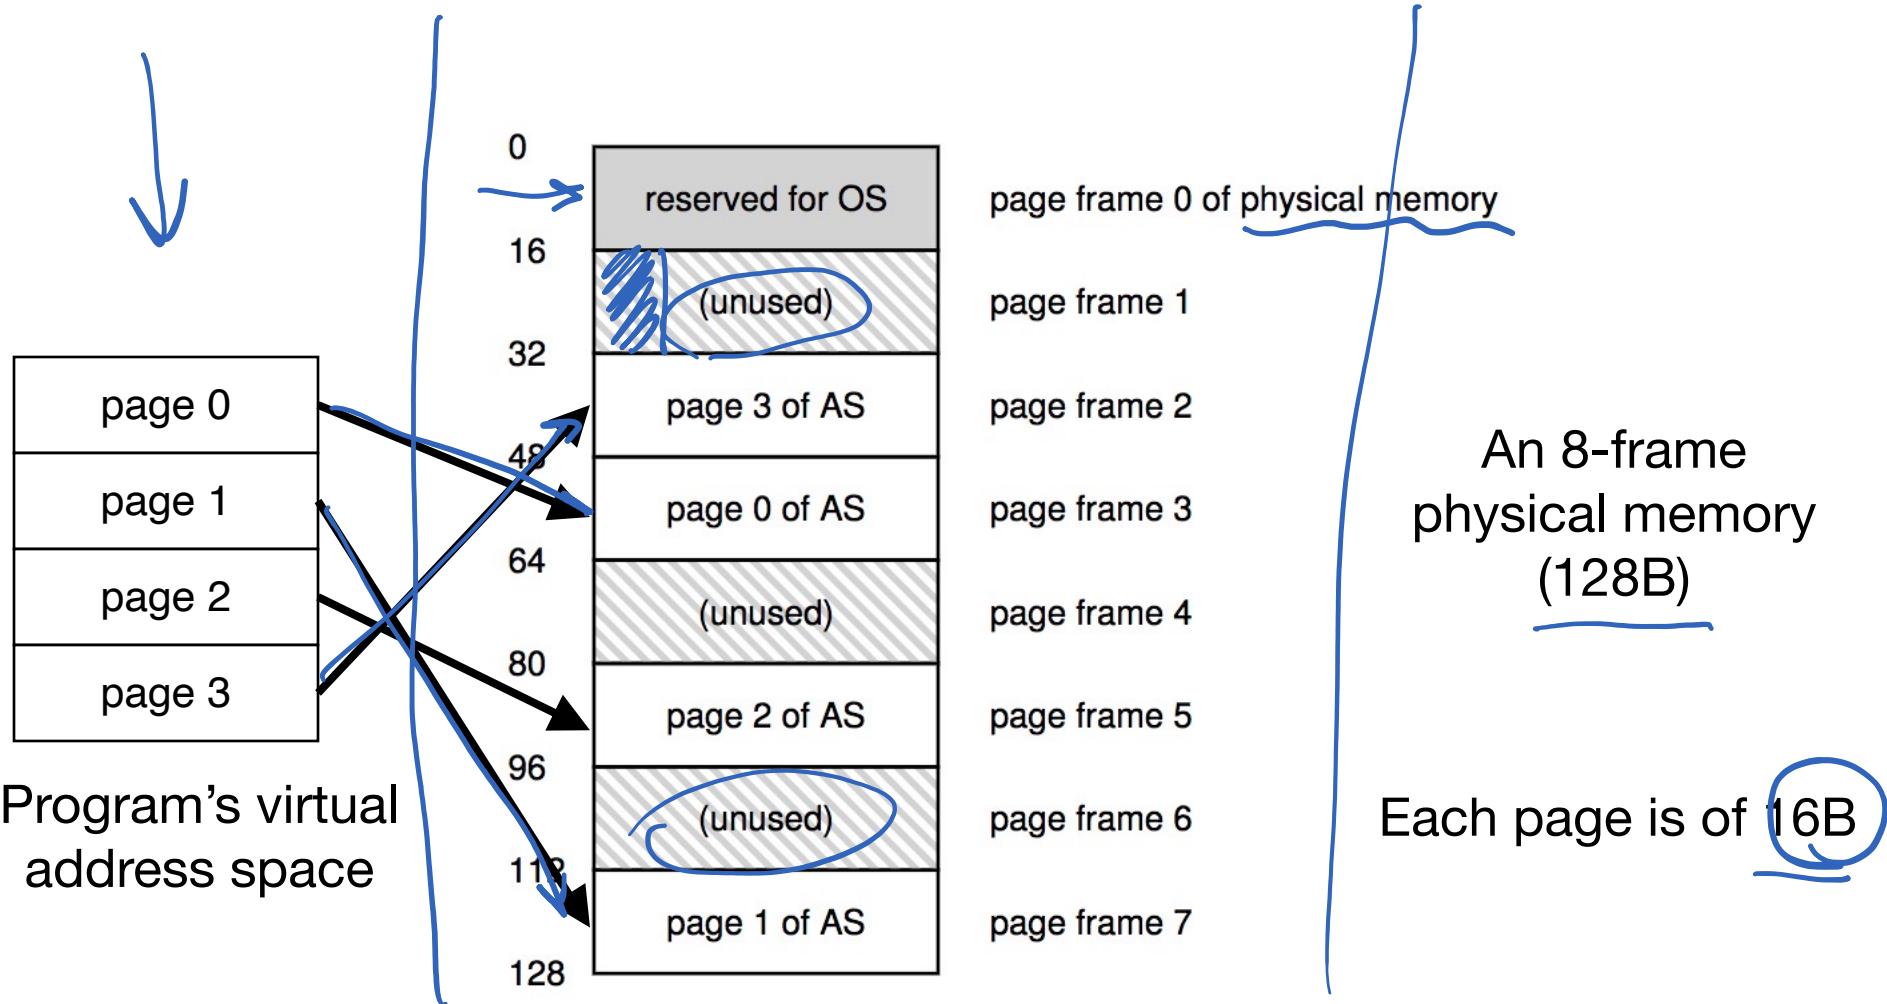 0
reserved for OS
page frame 0 of physical memory
16
(unused)
page frame 1
32
page 0
page 3 of AS
page frame 2
An 8-frame
48
page 1
page 0 of AS
page frame 3
physical memory
64
(128B)
page 2
(unused)
page frame 4
80
page 3
page 2 of AS
page frame 5
96
Program's virtual
(unused)
page frame 6
Each page is of 16B
address space
112
page 1 of AS
page frame 7
128